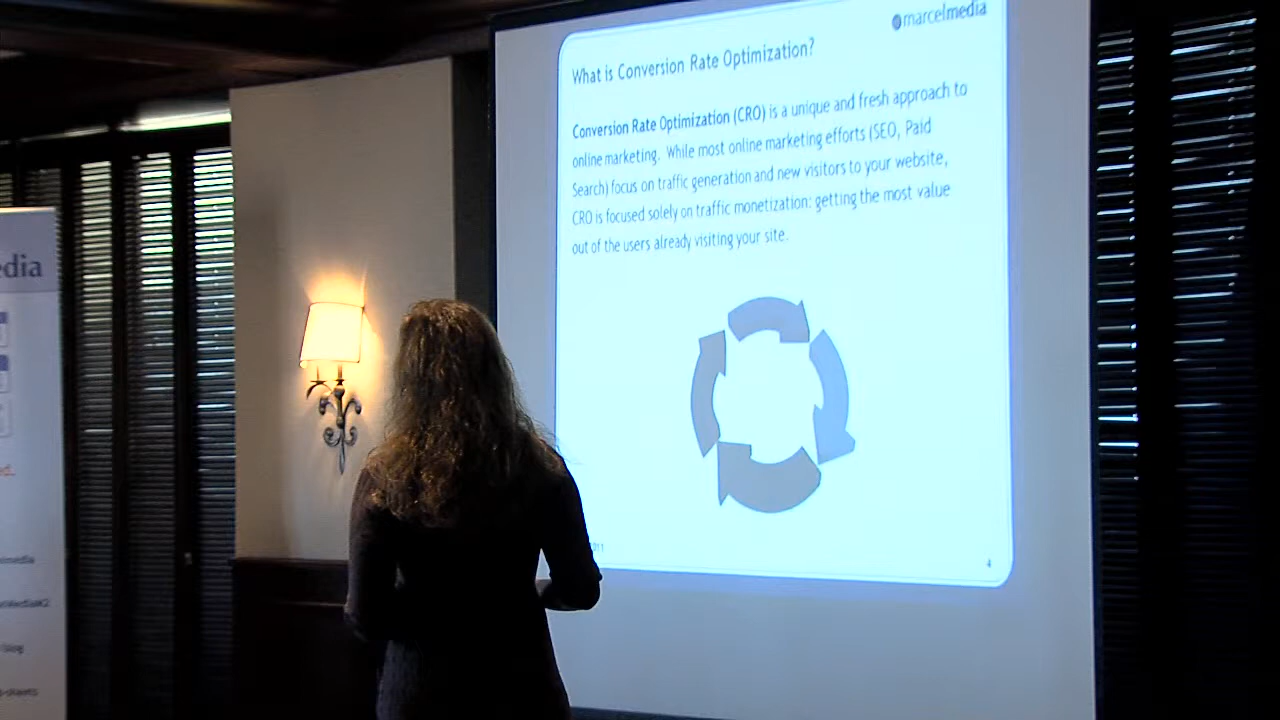 marcelmedia
What is Conversion Rate Optimization?
Conversion Rate Optimization (CRO) is a unique and fresh approach to
online marketing. While most online marketing efforts (SEO, Paid
Search) focus on traffic generation and new visitors to your website,
CRO is focused solely on traffic monetization: getting the most value
out of the users already visiting your site.
4
edia
blog